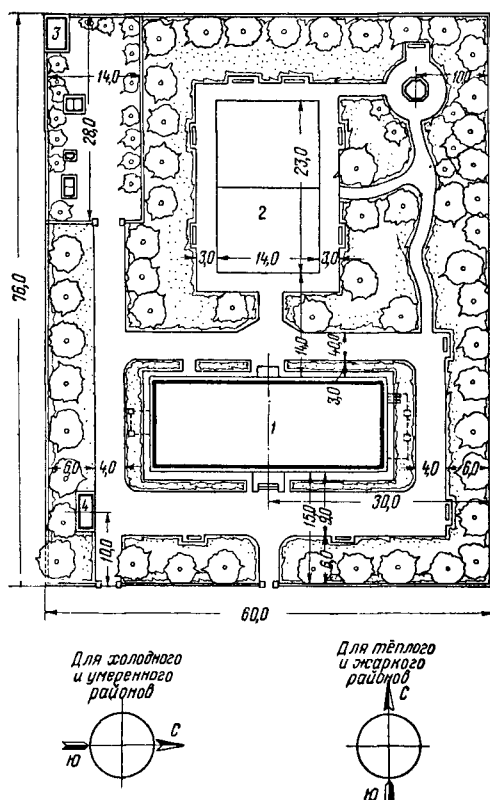 3
14,0
10,0
28,0
23,0
2
3,0
14,0
3,0
76,0
14,0
4,0
3,0
1
6,0
4,0
4,0
6,0
4
30,0
15,0
9,0
10,0
6,0
60,0
Для холодного
и умеренного
районов
Ю
С
Для тёплого
и жаркого
районов
С
Ю